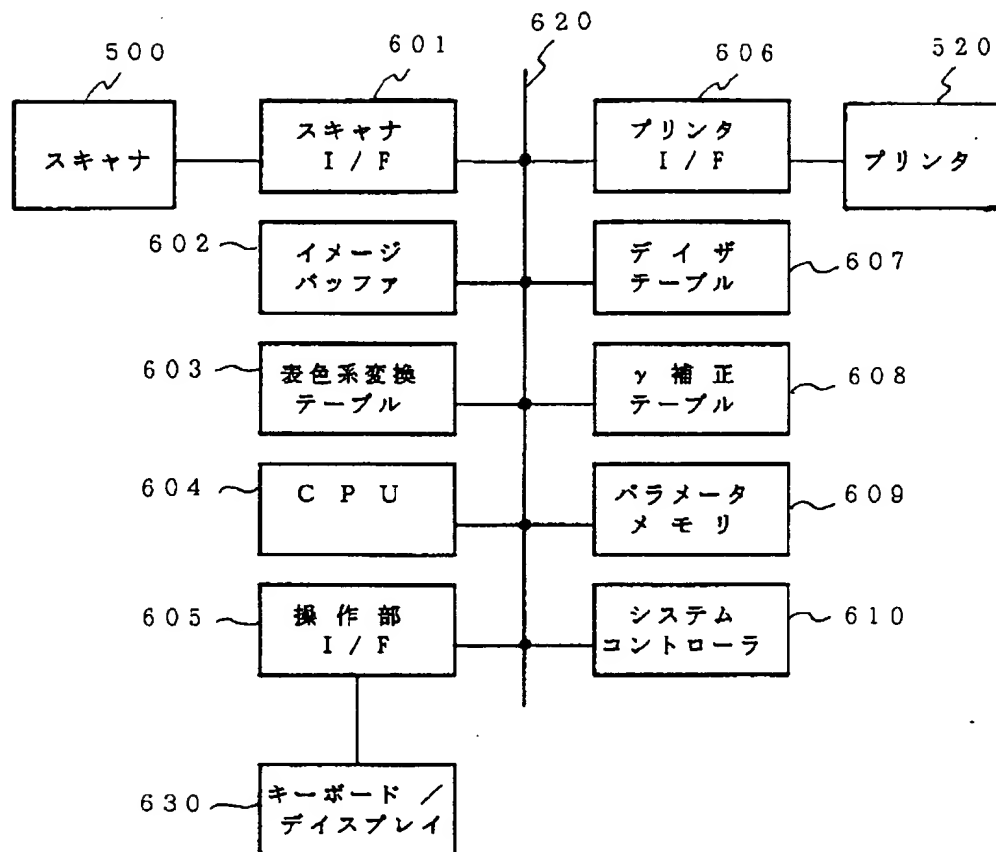 500
601
620
606
520
スキャナ
スキャナ
I/F
プリンタ
I/F
プリンタ
602
イメージ
バッファ
デイザ
テーブル
607
603
表色系変換
テーブル
γ補正
テーブル
608
604
CPU
パラメータ
メモリ
609
605
操作部
I/F
システム
コントローラ
610
630
キーボード/
デイスプレイ